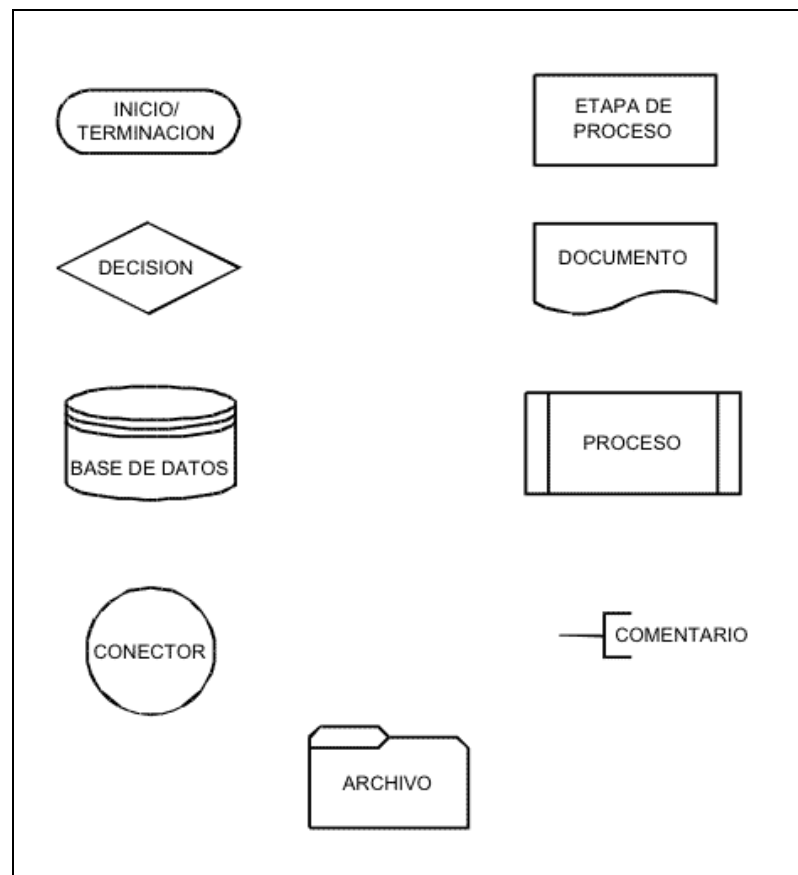 INICIO/
TERMINACION
ETAPA DE
PROCESO
DECISION
DOCUMENTO
BASE DE DATOS
PROCESO
CONECTOR
COMENTARIO
ARCHIVO